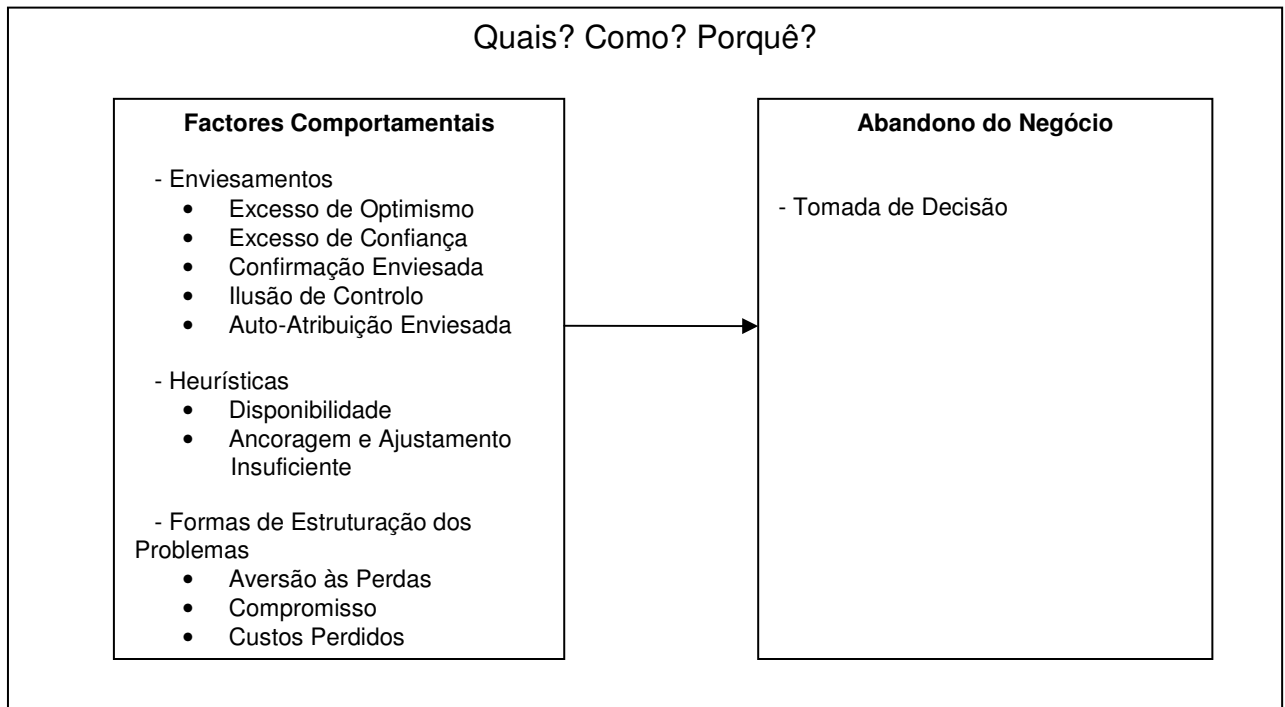 Quais? Como? Porquê?
Factores Comportamentais
- Enviesamentos
• Excesso de Optimismo
• Excesso de Confiança
• Confirmação Enviesada
• Ilusão de Controlo
• Auto-Atribuição Enviesada
- Heurísticas
• Disponibilidade
• Ancoragem e Ajustamento
Insuficiente
- Formas de Estruturação dos
Problemas
• Aversão às Perdas
• Compromisso
• Custos Perdidos
Abandono do Negócio
- Tomada de Decisão